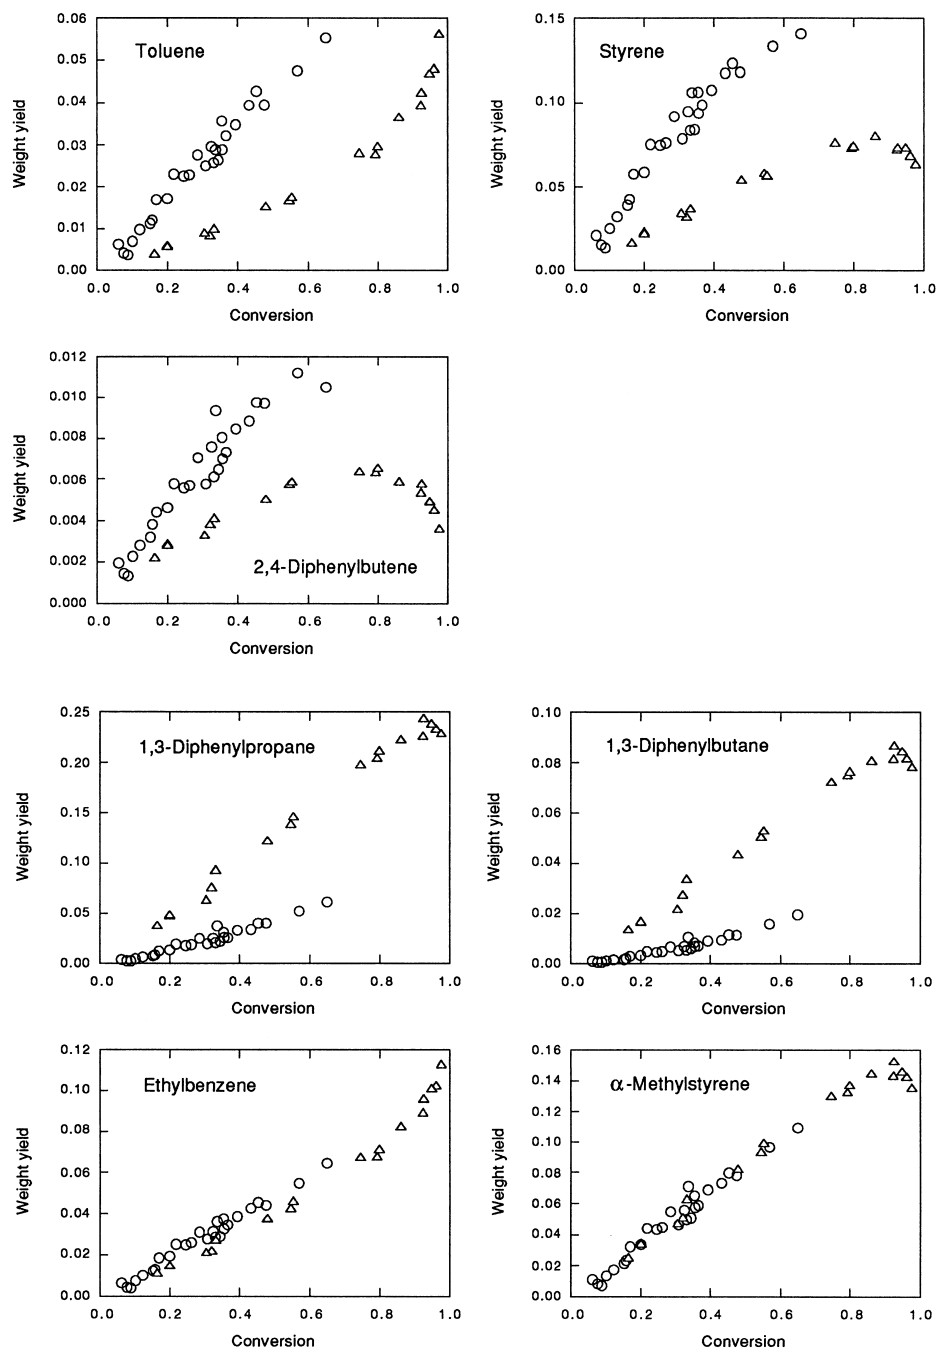 Toluene
Weight yield
0.06
0.05
0.04
0.03
0.02
0.01
0.00
0.0 0.2 0.4 0.6 0.8 1.0
Conversion
Styrene
Weight yield
0.15
0.10
0.05
0.00
0.0 0.2 0.4 0.6 0.8 1.0
Conversion
2,4-Diphenylbutene
Weight yield
0.012
0.010
0.008
0.006
0.004
0.002
0.000
0.0 0.2 0.4 0.6 0.8 1.0
Conversion
1,3-Diphenylpropane
Weight yield
0.25
0.20
0.15
0.10
0.05
0.00
0.0 0.2 0.4 0.6 0.8 1.0
Conversion
1,3-Diphenylbutane
Weight yield
0.10
0.08
0.06
0.04
0.02
0.00
0.0 0.2 0.4 0.6 0.8 1.0
Conversion
Ethylbenzene
Weight yield
0.12
0.10
0.08
0.06
0.04
0.02
0.00
0.0 0.2 0.4 0.6 0.8 1.0
Conversion
α-Methylstyrene
Weight yield
0.16
0.14
0.12
0.10
0.08
0.06
0.04
0.02
0.00
0.0 0.2 0.4 0.6 0.8 1.0
Conversion